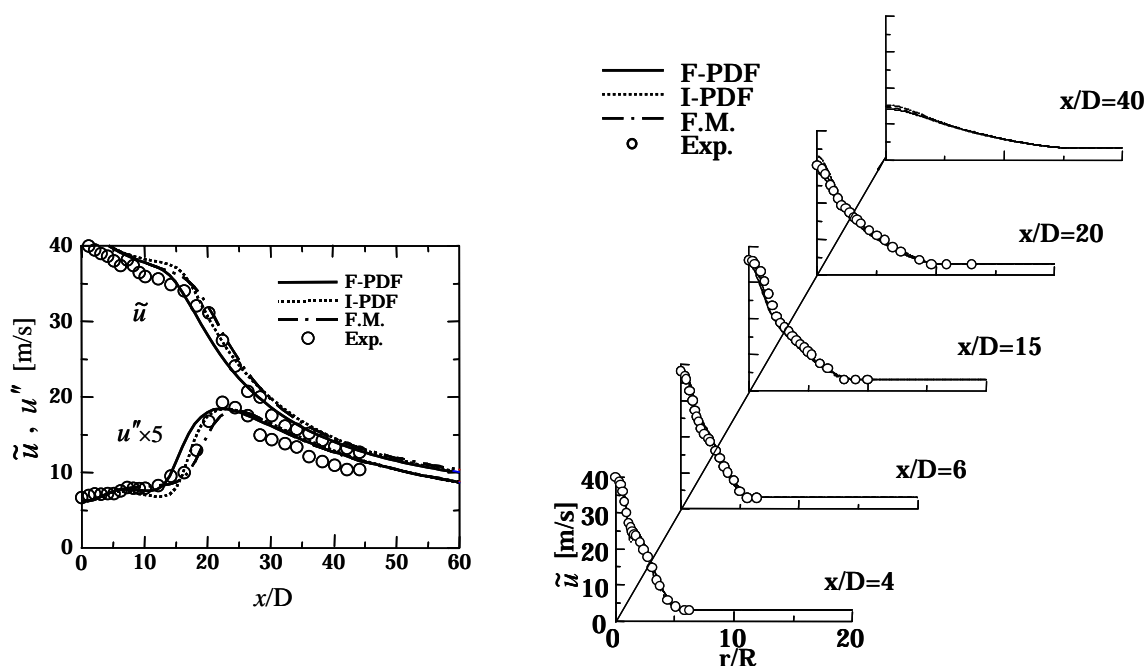 40
30
20
10
0
ũ , u″ [m/s]
F-PDF
I-PDF
F.M.
Exp.
ũ
u″×5
0 10 20 30 40 50 60
x/D
F-PDF
I-PDF
F.M.
Exp.
x/D=40
x/D=20
x/D=15
x/D=6
x/D=4
40
30
20
10
0
ũ [m/s]
0 10 20
r/R